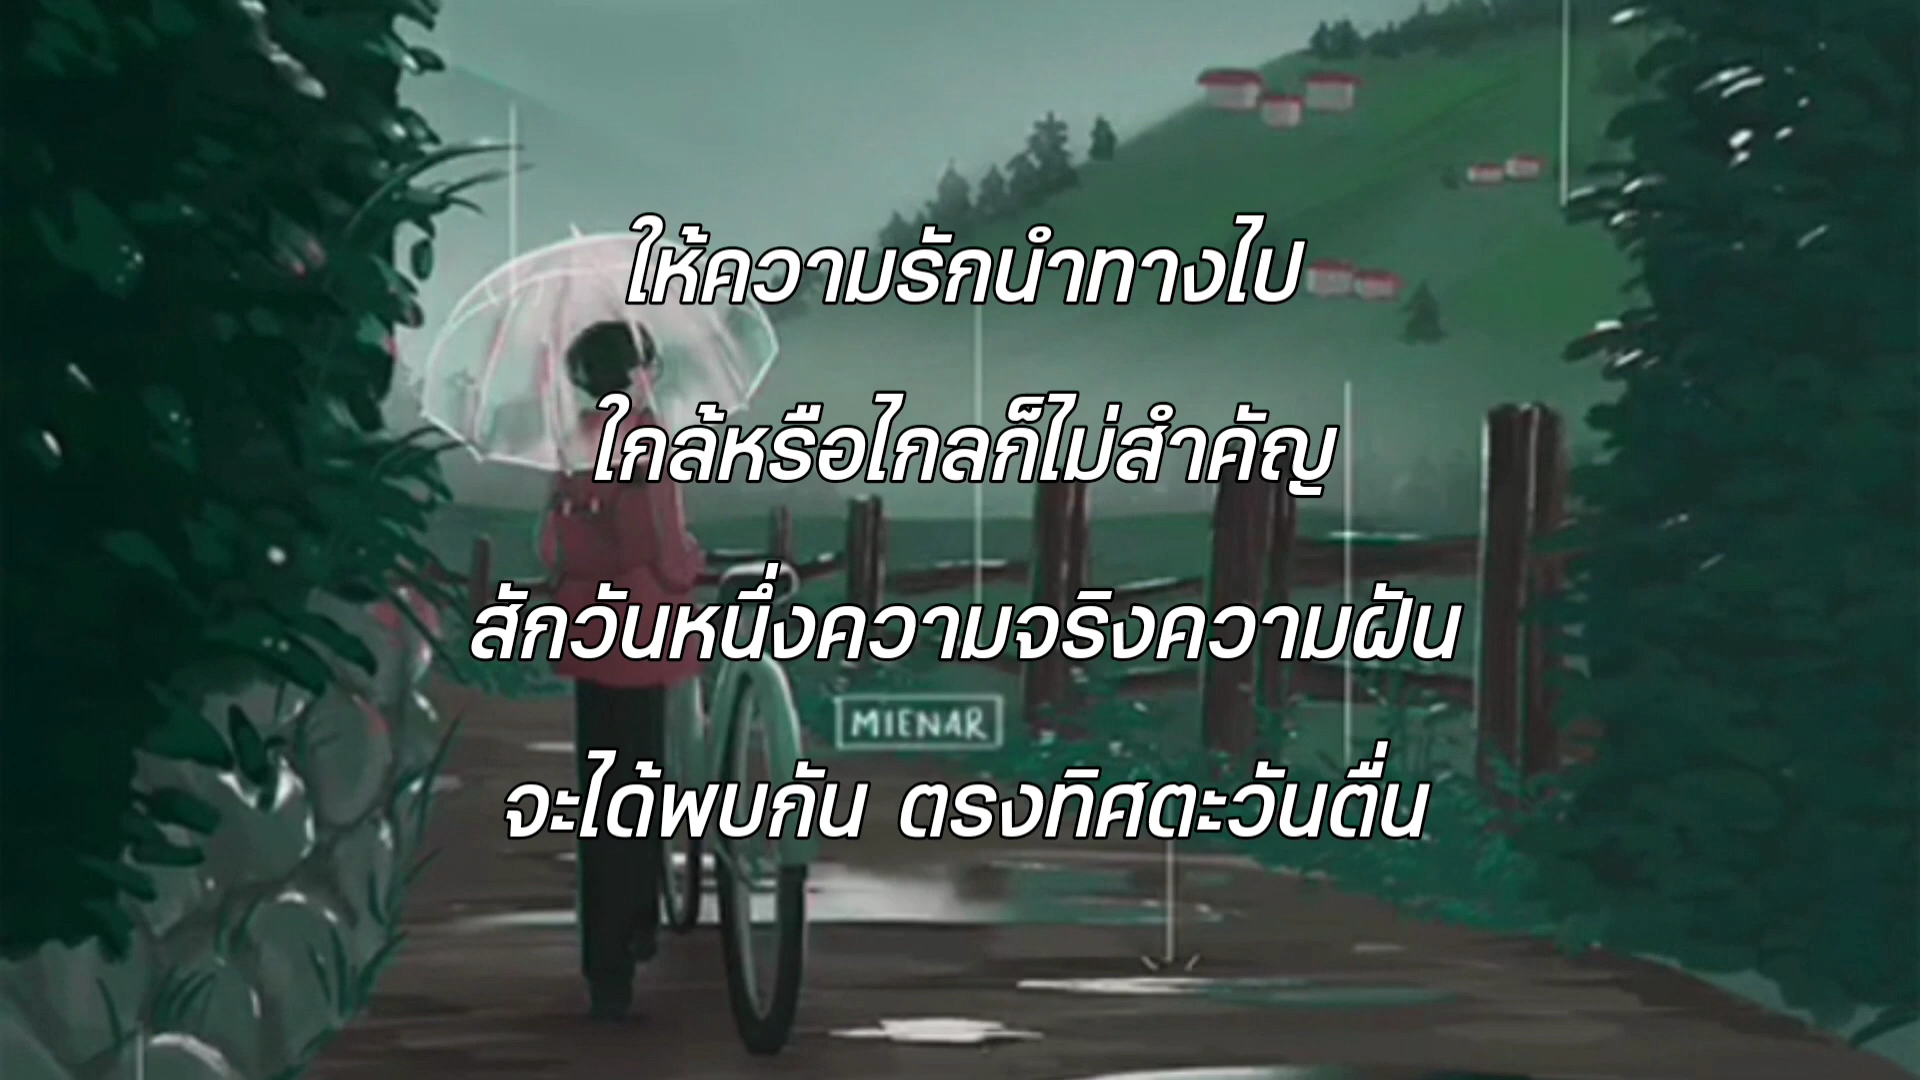 ให้ความรักนำทางไป
ใกล้หรือไกลก็ไม่สำคัญ
สักวันหนึ่งความจริงความฝัน
MIENAR
จะได้พบกัน ตรงทิศตะวันตื่น